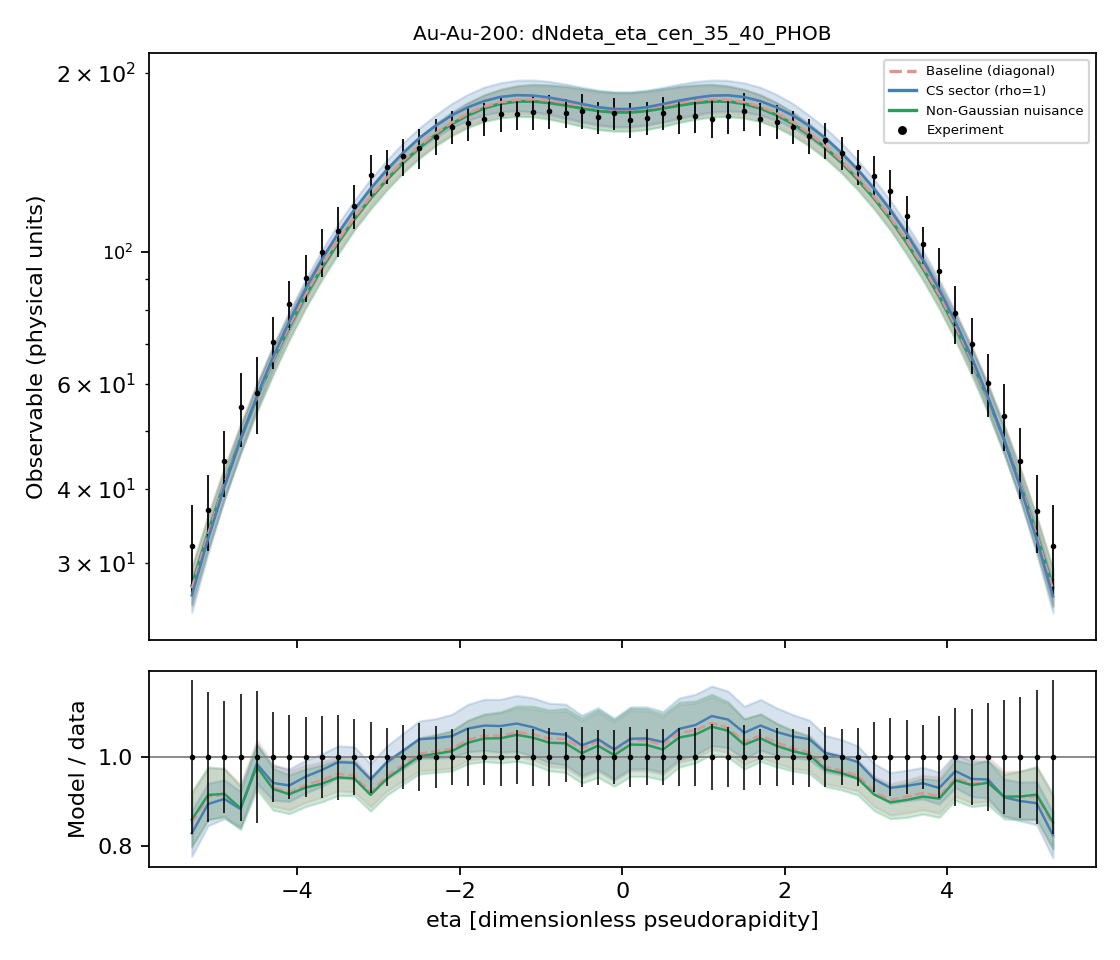 Au-Au-200: dNdeta_eta_cen_35_40_PHOB
Observable (physical units)
2 × 10²
10²
6 × 10¹
4 × 10¹
3 × 10¹
Baseline (diagonal)
CS sector (rho=1)
Non-Gaussian nuisance
Experiment
Model / data
1.0
0.8
−4 −2 0 2 4
eta [dimensionless pseudorapidity]